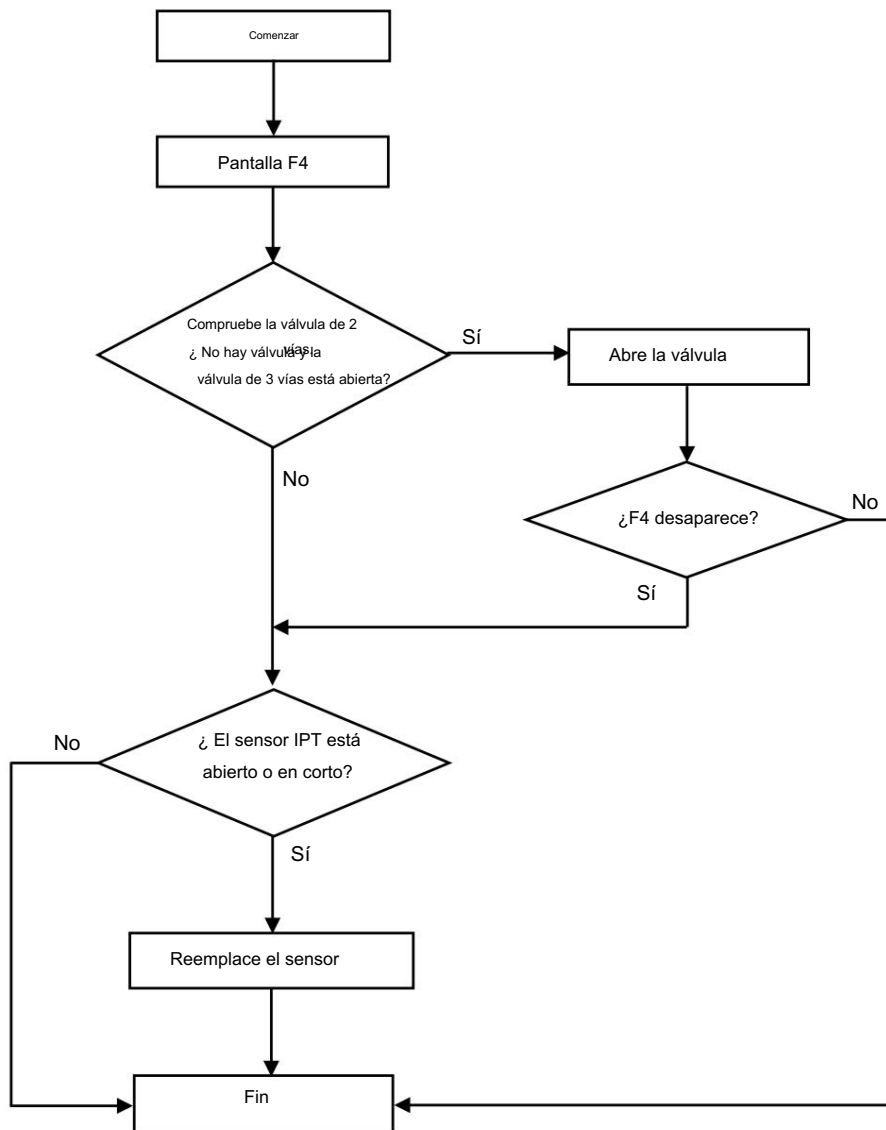 Comenzar
Pantalla F4
Compruebe la válvula de 2
vías
¿ No hay válvula y la
válvula de 3 vías está abierta?
Sí
Abre la válvula
No
¿F4 desaparece?
No
Sí
No
¿ El sensor IPT está
abierto o en corto?
Sí
Reemplace el sensor
Fin